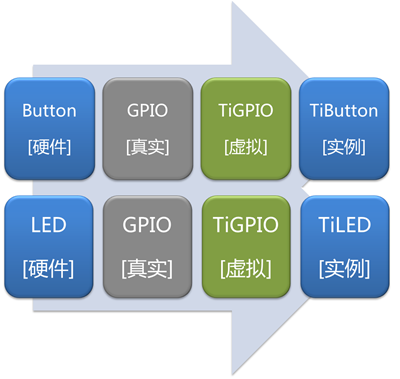 Button
[硬件]
GPIO
[真实]
TiGPIO
[虚拟]
TiButton
[实例]
LED
[硬件]
GPIO
[真实]
TiGPIO
[虚拟]
TiLED
[实例]